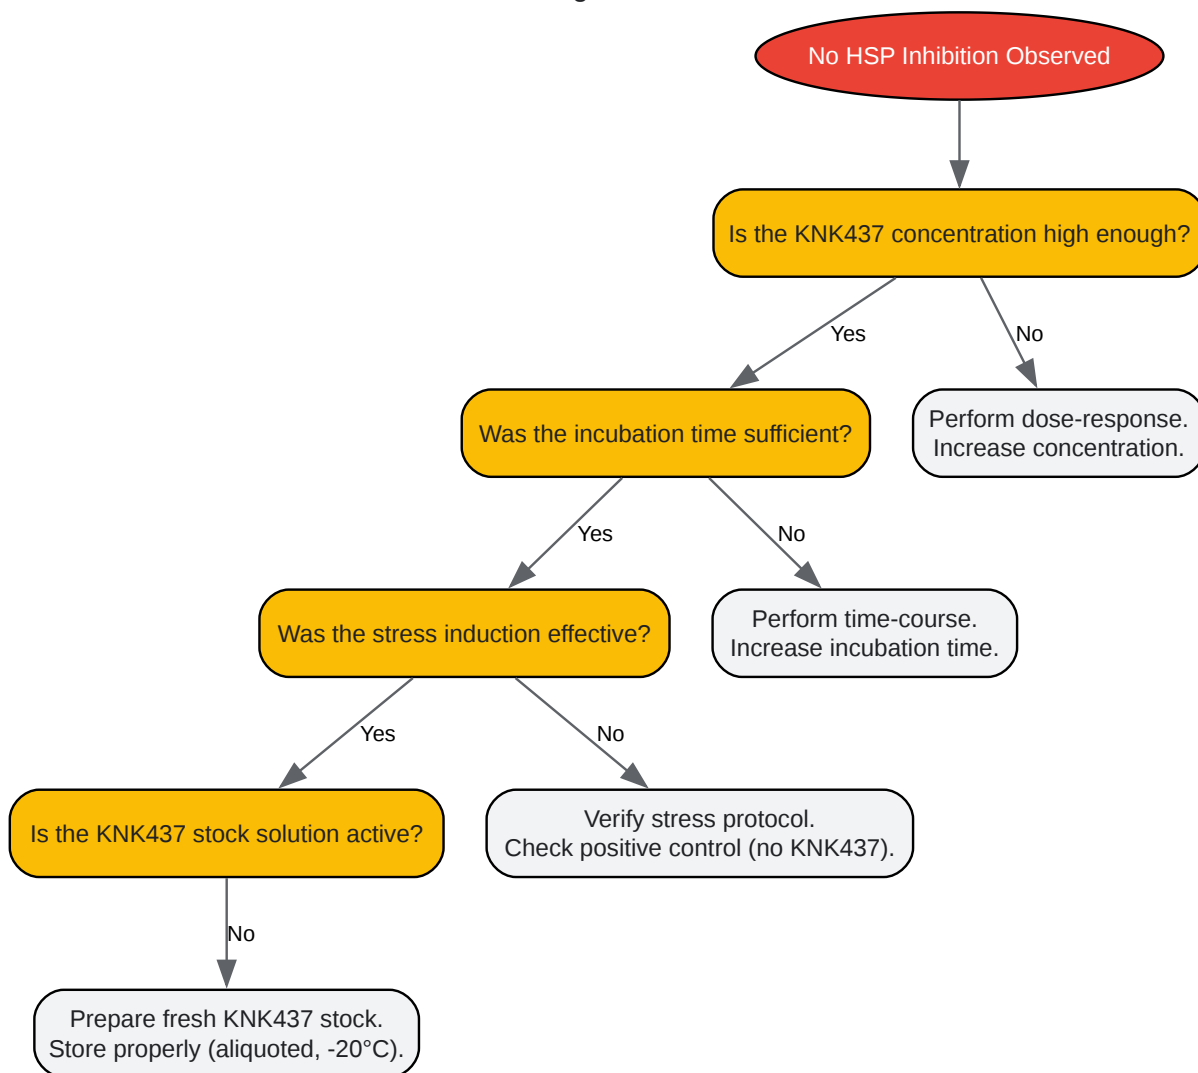 No HSP Inhibition Observed
Is the KNK437 concentration high enough?
Yes
No
Was the incubation time sufficient?
Perform dose-response.
Increase concentration.
Yes
No
Was the stress induction effective?
Perform time-course.
Increase incubation time.
Yes
No
Is the KNK437 stock solution active?
Verify stress protocol.
Check positive control (no KNK437).
No
Prepare fresh KNK437 stock.
Store properly (aliquoted, -20°C).